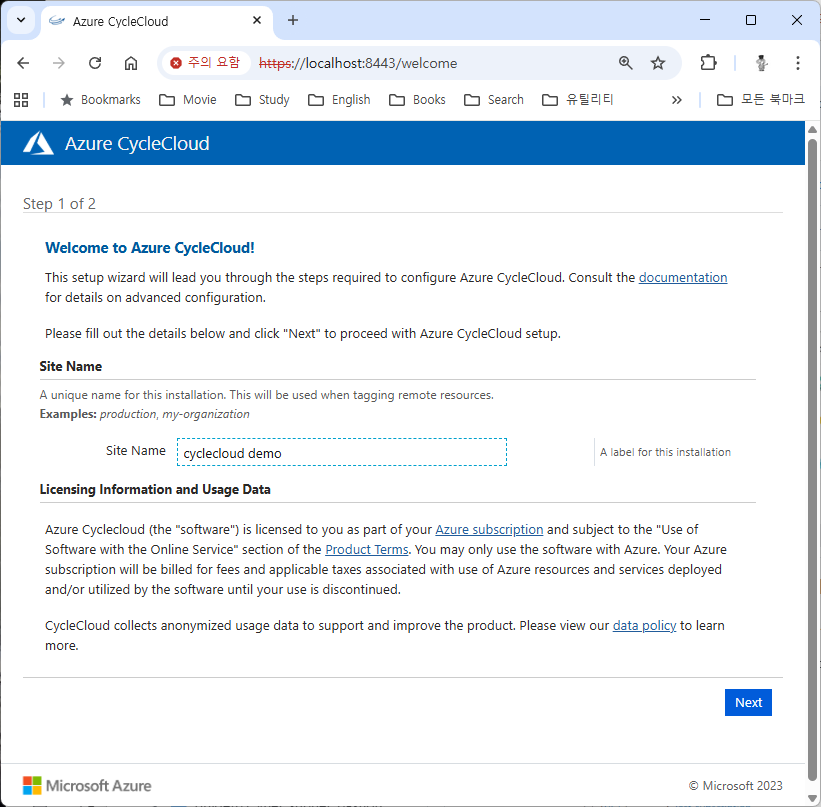 Azure CycleCloud
주의 요함 https://localhost:8443/welcome
Bookmarks Movie Study English Books Search 유틸리티 모든 북마크
Azure CycleCloud
Step 1 of 2
Welcome to Azure CycleCloud!
This setup wizard will lead you through the steps required to configure Azure CycleCloud. Consult the documentation
for details on advanced configuration.
Please fill out the details below and click "Next" to proceed with Azure CycleCloud setup.
Site Name
A unique name for this installation. This will be used when tagging remote resources.
Examples: production, my-organization
Site Name cyclecloud demo A label for this installation
Licensing Information and Usage Data
Azure Cyclecloud (the "software") is licensed to you as part of your Azure subscription and subject to the "Use of
Software with the Online Service" section of the Product Terms. You may only use the software with Azure. Your Azure
subscription will be billed for fees and applicable taxes associated with use of Azure resources and services deployed
and/or utilized by the software until your use is discontinued.
CycleCloud collects anonymized usage data to support and improve the product. Please view our data policy to learn
more.
Next
Microsoft Azure © Microsoft 2023